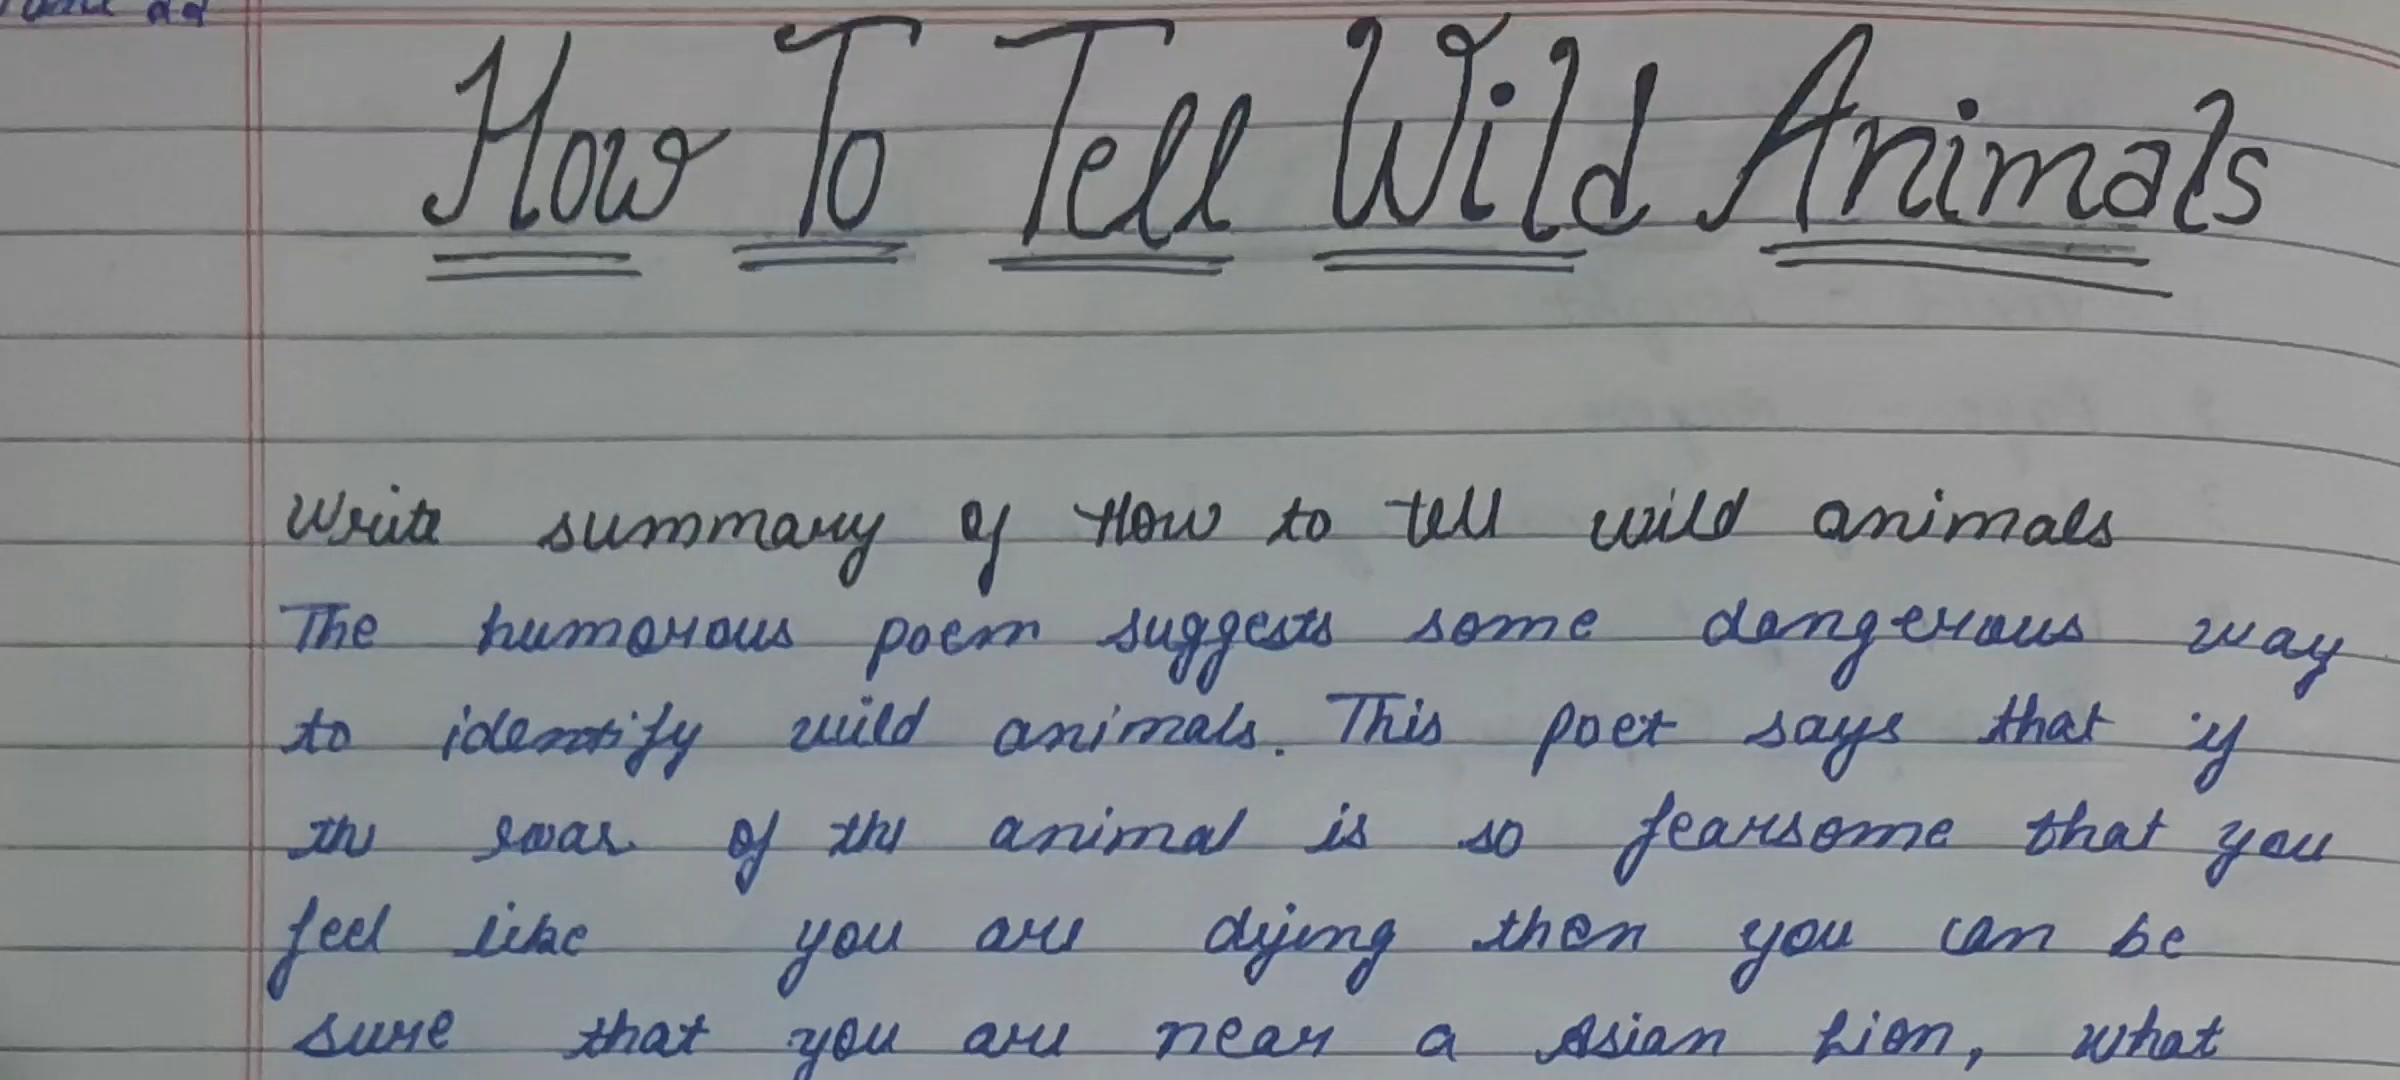 How To Tell Wild Animals
Write summary of How to tell wild animals
The humorous poem suggests some dangerous way
to identify wild animals. This poet says that if
the roar of the animal is so fearsome that you
feel like you are dying then you can be
sure that you are near a Asian Lion, what